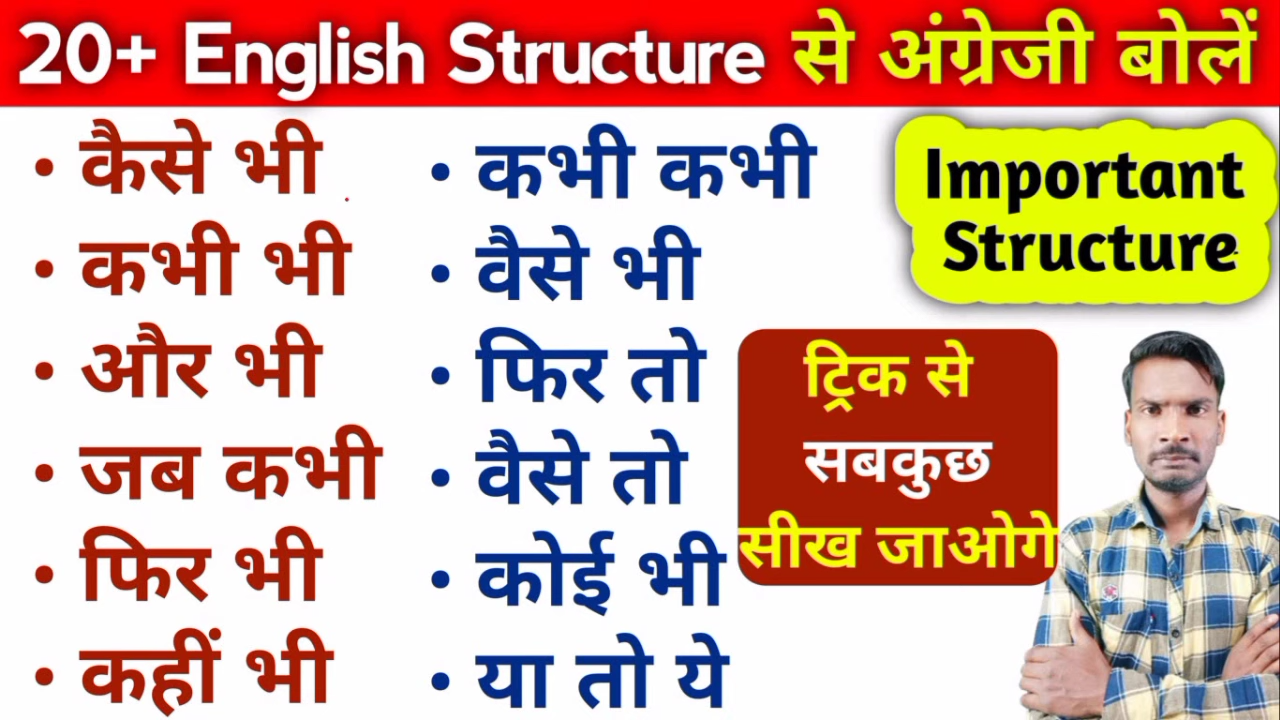 20+ English Structure से अंग्रेजी बोलें
• कैसे भी
• कभी भी
• और भी
• जब कभी
• फिर भी
• कहीं भी
• कभी कभी
• वैसे भी
• फिर तो
• वैसे तो
• कोई भी
• या तो ये
Important
Structure
ट्रिक से
सबकुछ
सीख जाओगे